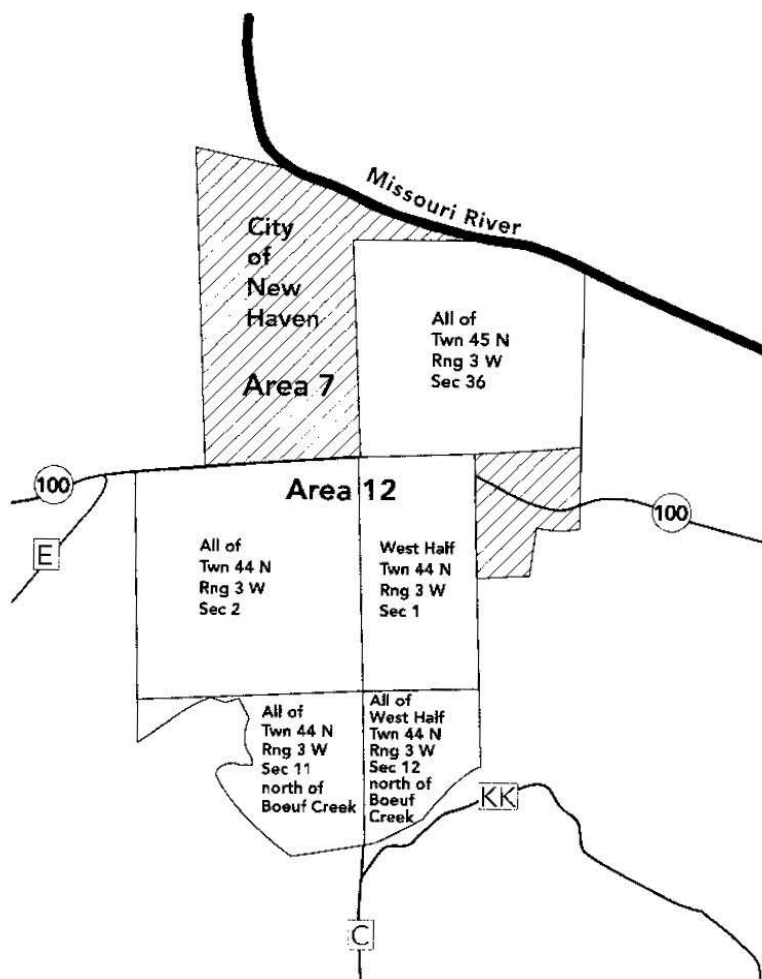 Missouri River
City
of
New
Haven
Area 7
All of
Twn 45 N
Rng 3 W
Sec 36
100
Area 12
100
E
All of
Twn 44 N
Rng 3 W
Sec 2
West Half
Twn 44 N
Rng 3 W
Sec 1
All of
Twn 44 N
Rng 3 W
Sec 11
north of
Boeuf Creek
All of
West Half
Twn 44 N
Rng 3 W
Sec 12
north of
Boeuf
Creek
KK
C